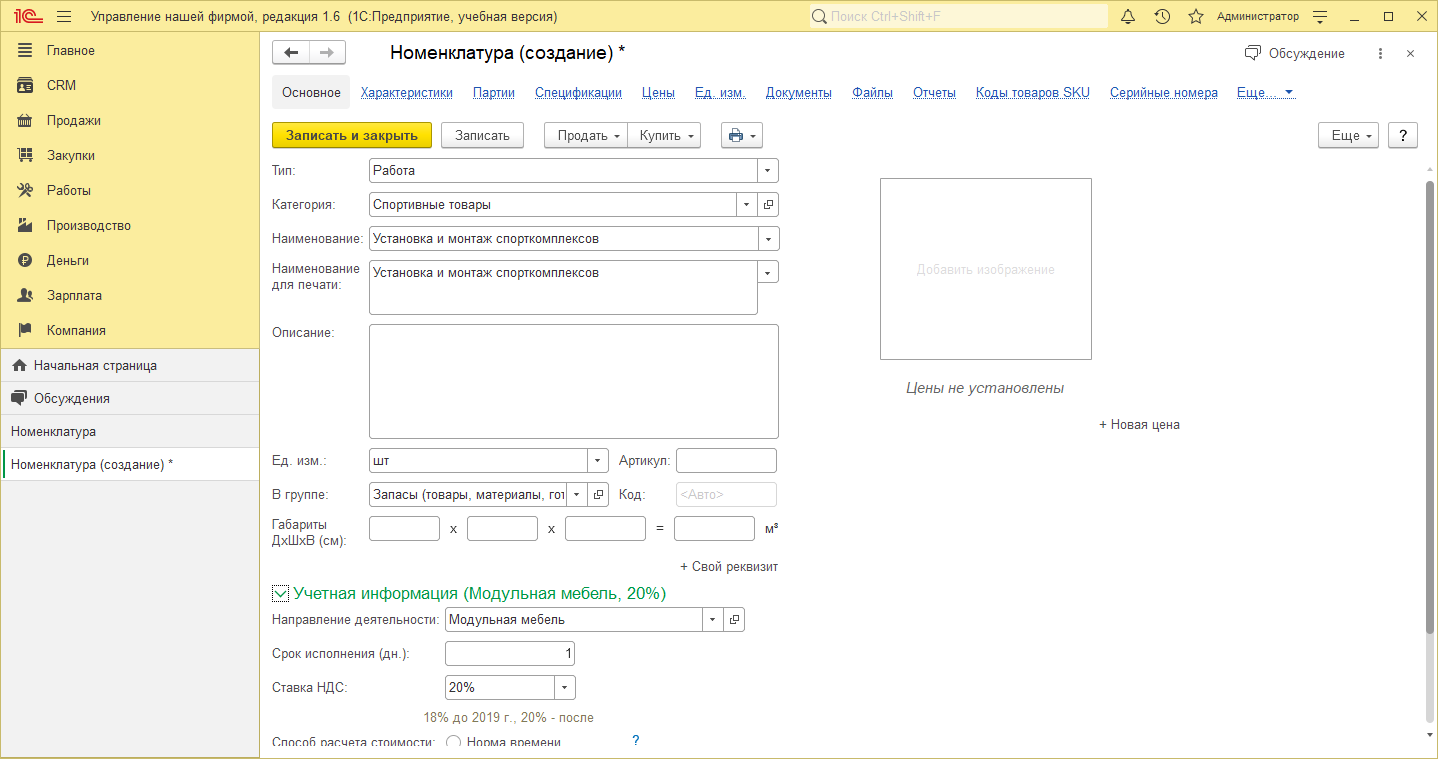 1С Управление нашей фирмой, редакция 1.6 (1С:Предприятие, учебная версия) Поиск Ctrl+Shift+F Администратор
Главное
CRM
Продажи
Закупки
Работы
Производство
Деньги
Зарплата
Компания
Начальная страница
Обсуждения
Номенклатура
Номенклатура (создание) *
Номенклатура (создание) * Обсуждение
Основное Характеристики Партии Спецификации Цены Ед. изм. Документы Файлы Отчеты Коды товаров SKU Серийные номера Еще...
Записать и закрыть Записать Продать Купить Еще ?
Тип: Работа
Категория: Спортивные товары
Наименование: Установка и монтаж спорткомплексов
Наименование для печати: Установка и монтаж спорткомплексов
Описание:
Добавить изображение
Цены не установлены
+ Новая цена
Ед. изм.: шт Артикул:
В группе: Запасы (товары, материалы, гот Код: <Авто>
Габариты
ДхШхВ (см): x x = м³
+ Свой реквизит
Учетная информация (Модульная мебель, 20%)
Направление деятельности: Модульная мебель
Срок исполнения (дн.): 1
Ставка НДС: 20%
18% до 2019 г., 20% - после
Способ расчета стоимости: Норма времени ?